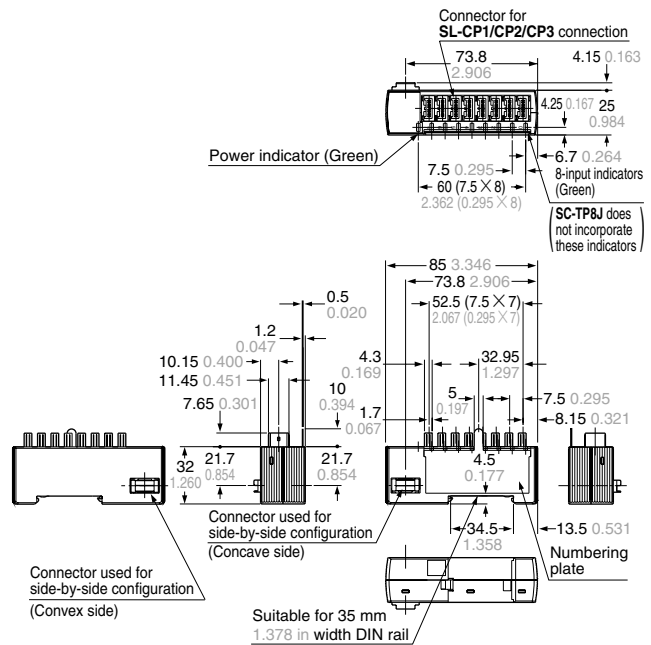 Connector for
SL-CP1/CP2/CP3 connection
73.8
2.906
4.15 0.163
4.25 0.167
25
0.984
Power indicator (Green)
7.5 0.295
6.7 0.264
60 (7.5 × 8)
2.362 (0.295 × 8)
8-input indicators
(Green)
(SC-TP8J does
not incorporate
these indicators)
85 3.346
73.8 2.906
0.5
0.020
52.5 (7.5 × 7)
2.067 (0.295 × 7)
1.2
0.047
10.15 0.400
11.45 0.451
7.65 0.301
10
0.394
4.3
0.169
32.95
1.297
5
0.197
7.5 0.295
1.7
0.067
8.15 0.321
32
1.260
21.7
0.854
21.7
0.854
4.5
0.177
34.5
1.358
13.5 0.531
Connector used for
side-by-side configuration
(Concave side)
Numbering
plate
Connector used for
side-by-side configuration
(Convex side)
Suitable for 35 mm
1.378 in width DIN rail